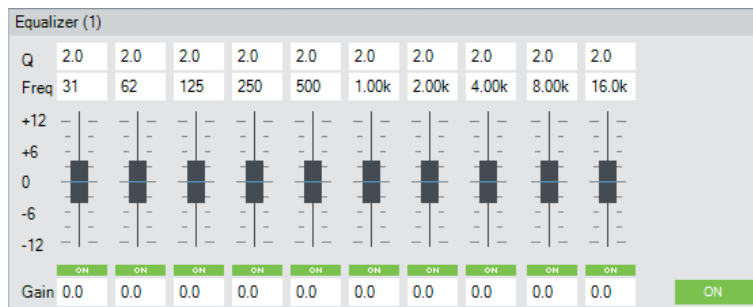 Equalizer (1)
Q 2.0 2.0 2.0 2.0 2.0 2.0 2.0 2.0 2.0 2.0
Freq 31 62 125 250 500 1.00k 2.00k 4.00k 8.00k 16.0k
+12
+6
0
-6
-12
ON ON ON ON ON ON ON ON ON ON
Gain 0.0 0.0 0.0 0.0 0.0 0.0 0.0 0.0 0.0 0.0 ON